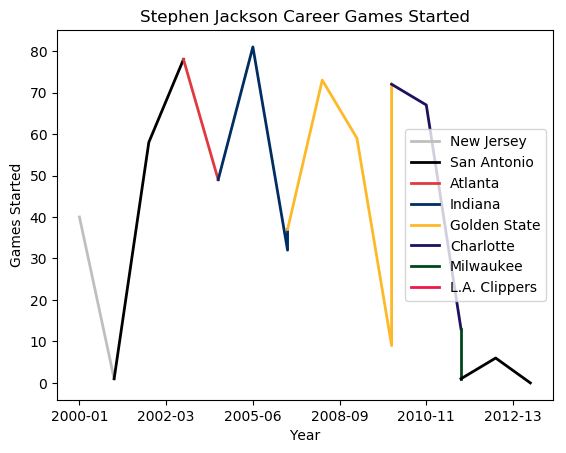 Stephen Jackson Career Games Started
Games Started
80
70
60
50
40
30
20
10
0
New Jersey
San Antonio
Atlanta
Indiana
Golden State
Charlotte
Milwaukee
L.A. Clippers
2000-01 2002-03 2005-06 2008-09 2010-11 2012-13
Year